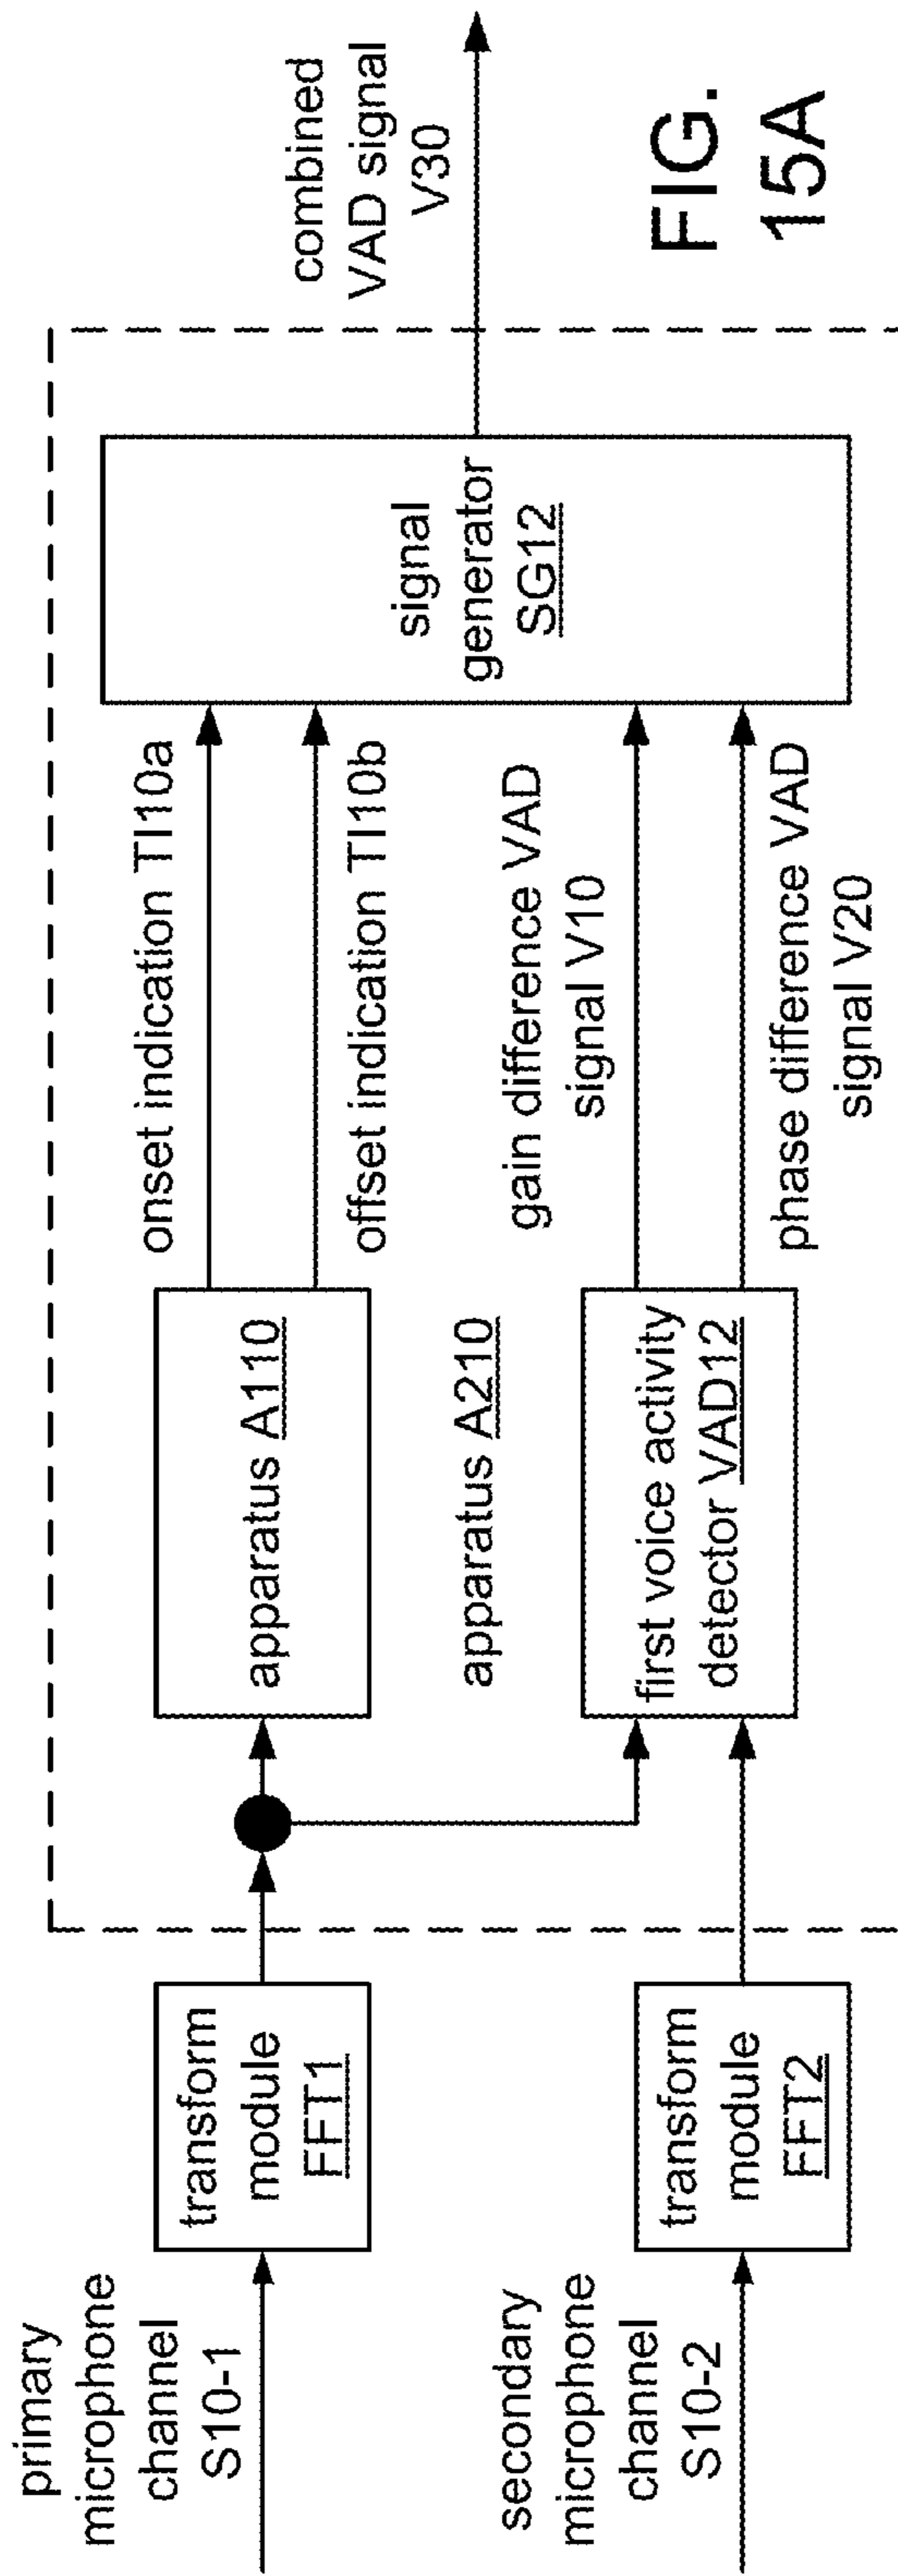 primary
microphone
channel
S10-1
transform
module
FFT1
secondary
microphone
channel
S10-2
transform
module
FFT2
apparatus A110
apparatus A210
first voice activity
detector VAD12
onset indication TI10a
offset indication TI10b
gain difference VAD
signal V10
phase difference VAD
signal V20
signal
generator
SG12
combined
VAD signal
V30
FIG.
15A